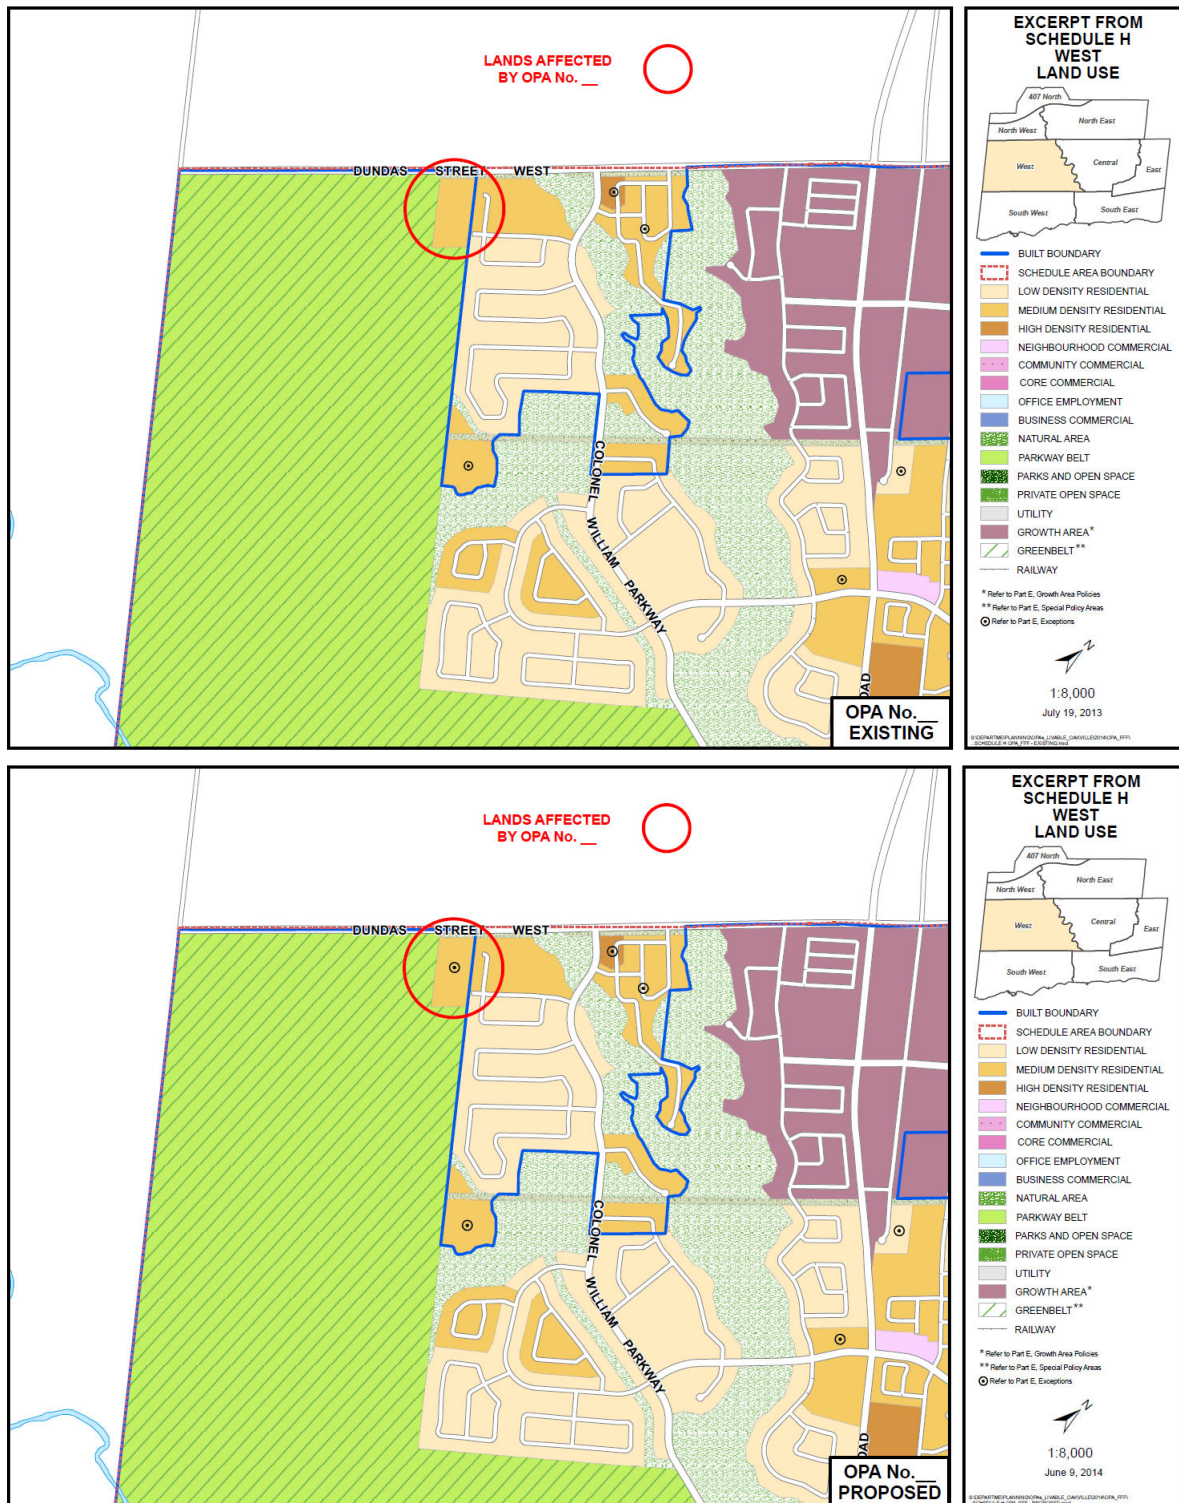 LANDS AFFECTED
BY OPA No. __
DUNDAS STREET WEST
COLONEL WILLIAM PARKWAY
OAD
OPA No.__
EXISTING
EXCERPT FROM
SCHEDULE H
WEST
LAND USE
407 North
North East
North West
West
Central
East
South West
South East
BUILT BOUNDARY
SCHEDULE AREA BOUNDARY
LOW DENSITY RESIDENTIAL
MEDIUM DENSITY RESIDENTIAL
HIGH DENSITY RESIDENTIAL
NEIGHBOURHOOD COMMERCIAL
COMMUNITY COMMERCIAL
CORE COMMERCIAL
OFFICE EMPLOYMENT
BUSINESS COMMERCIAL
NATURAL AREA
PARKWAY BELT
PARKS AND OPEN SPACE
PRIVATE OPEN SPACE
UTILITY
GROWTH AREA*
GREENBELT**
RAILWAY
* Refer to Part E, Growth Area Policies
** Refer to Part E, Special Policy Areas
Refer to Part E, Exceptions
N
1:8,000
July 19, 2013
LANDS AFFECTED
BY OPA No. __
DUNDAS STREET WEST
COLONEL WILLIAM PARKWAY
OAD
OPA No.__
PROPOSED
EXCERPT FROM
SCHEDULE H
WEST
LAND USE
407 North
North East
North West
West
Central
East
South West
South East
BUILT BOUNDARY
SCHEDULE AREA BOUNDARY
LOW DENSITY RESIDENTIAL
MEDIUM DENSITY RESIDENTIAL
HIGH DENSITY RESIDENTIAL
NEIGHBOURHOOD COMMERCIAL
COMMUNITY COMMERCIAL
CORE COMMERCIAL
OFFICE EMPLOYMENT
BUSINESS COMMERCIAL
NATURAL AREA
PARKWAY BELT
PARKS AND OPEN SPACE
PRIVATE OPEN SPACE
UTILITY
GROWTH AREA*
GREENBELT**
RAILWAY
* Refer to Part E, Growth Area Policies
** Refer to Part E, Special Policy Areas
Refer to Part E, Exceptions
N
1:8,000
June 9, 2014